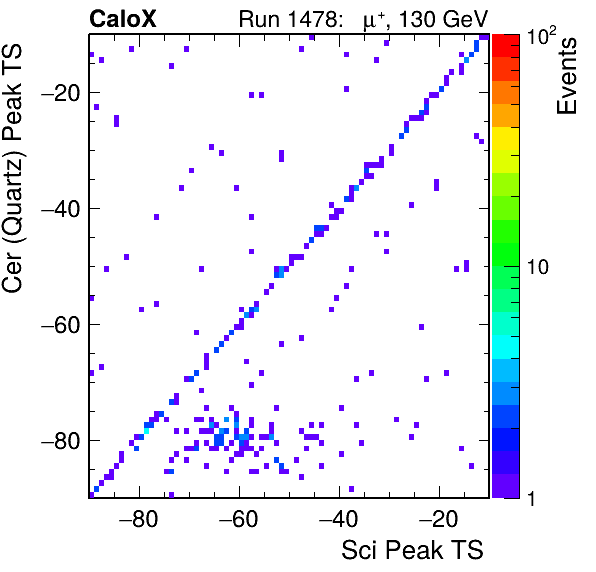 CaloX Run 1478: μ⁺, 130 GeV
Cer (Quartz) Peak TS
−20
−40
−60
−80
−80 −60 −40 −20
Sci Peak TS
10²
10
1
Events